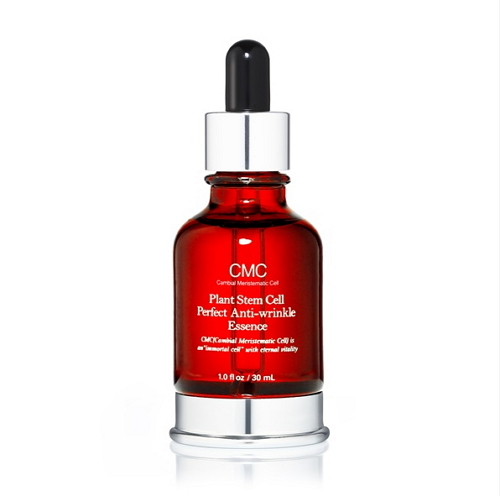 CMC
Cambial Meristematic Cell
Plant Stem Cell
Perfect Anti-wrinkle
Essence
CMC(Cambial Meristematic Cell) is
an "immortal cell" with eternal vitality
1.0 fl oz / 30 mL